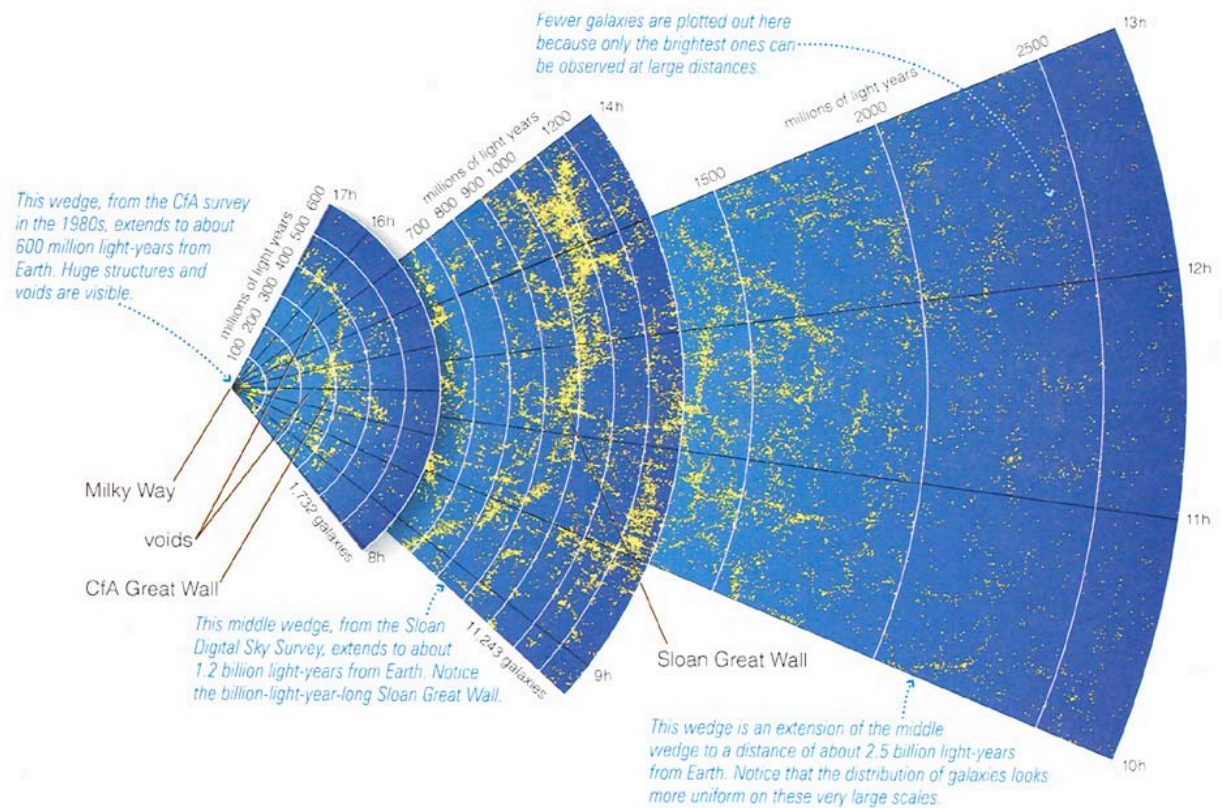 Fewer galaxies are plotted out here
because only the brightest ones can
be observed at large distances.
13h
2500
millions of light years
2000
1500
12h
11h
10h
14h
1200
millions of light years
1000
900
800
700
9h
11,243 galaxies
This wedge, from the CfA survey
in the 1980s, extends to about
600 million light-years from
Earth. Huge structures and
voids are visible.
17h
16h
600
500
400
300
200
100
millions of light years
8h
1,732 galaxies
Milky Way
voids
CfA Great Wall
This middle wedge, from the Sloan
Digital Sky Survey, extends to about
1.2 billion light-years from Earth. Notice
the billion-light-year-long Sloan Great Wall.
Sloan Great Wall
This wedge is an extension of the middle
wedge to a distance of about 2.5 billion light-years
from Earth. Notice that the distribution of galaxies looks
more uniform on these very large scales.